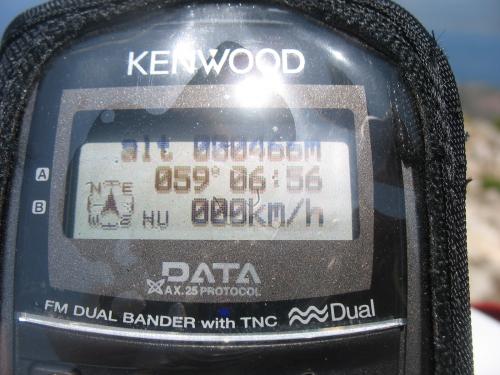 KENWOOD
alt 000466m
A
059° 06:56
B
N E
W S
HU 000km/h
DATA
AX.25 PROTOCOL
FM DUAL BANDER with TNC Dual